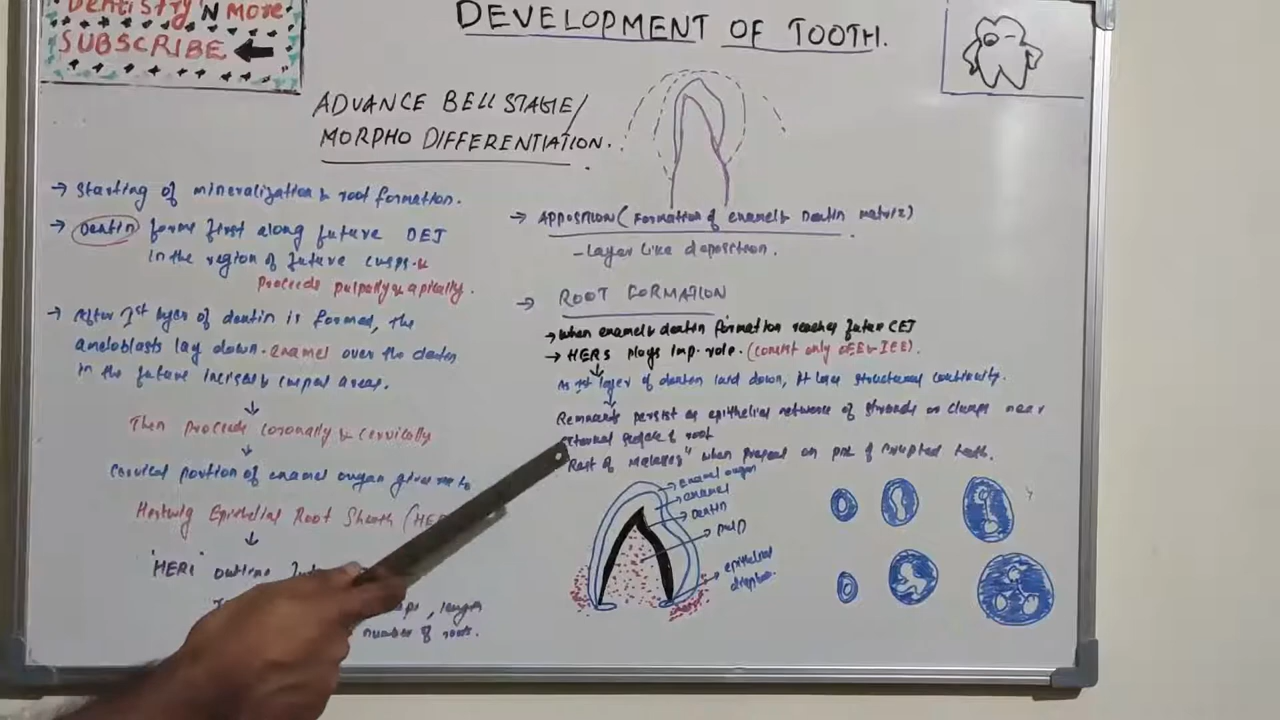 Dentistry 'N more
SUBSCRIBE
DEVELOPMENT OF TOOTH.
ADVANCE BELL STAGE/
MORPHO DIFFERENTIATION.
→ Starting of mineralization & root formation.
→ Dentin forms first along future DEJ
in the region of future cusps &
proceeds pulpally & apically.
→ After 1st layer of dentin is formed, the
ameloblasts lay down enamel over the dentin
in the future incisal & cuspal areas.
↓
Then proceeds coronally & cervically
↓
Cervical portion of enamel organ gives rise to
Hertwig Epithelial Root Sheath (HE
↓
'HERS' outline
length
number of roots.
→ APPOSITION (Formation of enamel & Dentin matrix)
- Layer like deposition.
→ ROOT FORMATION
→ When enamel & dentin formation reaches future CEJ
→ HERS plays imp. role. (consist only OEE & IEE).
↓
As 1st layer of dentin laid down, it lose structural continuity.
↓
Remnants persist as epithelial network of strands or clumps near
external surface of root
"Rest of Malassez" when present on PDL of erupted teeth.
enamel organ
enamel
Dentin
Pulp
epithelial